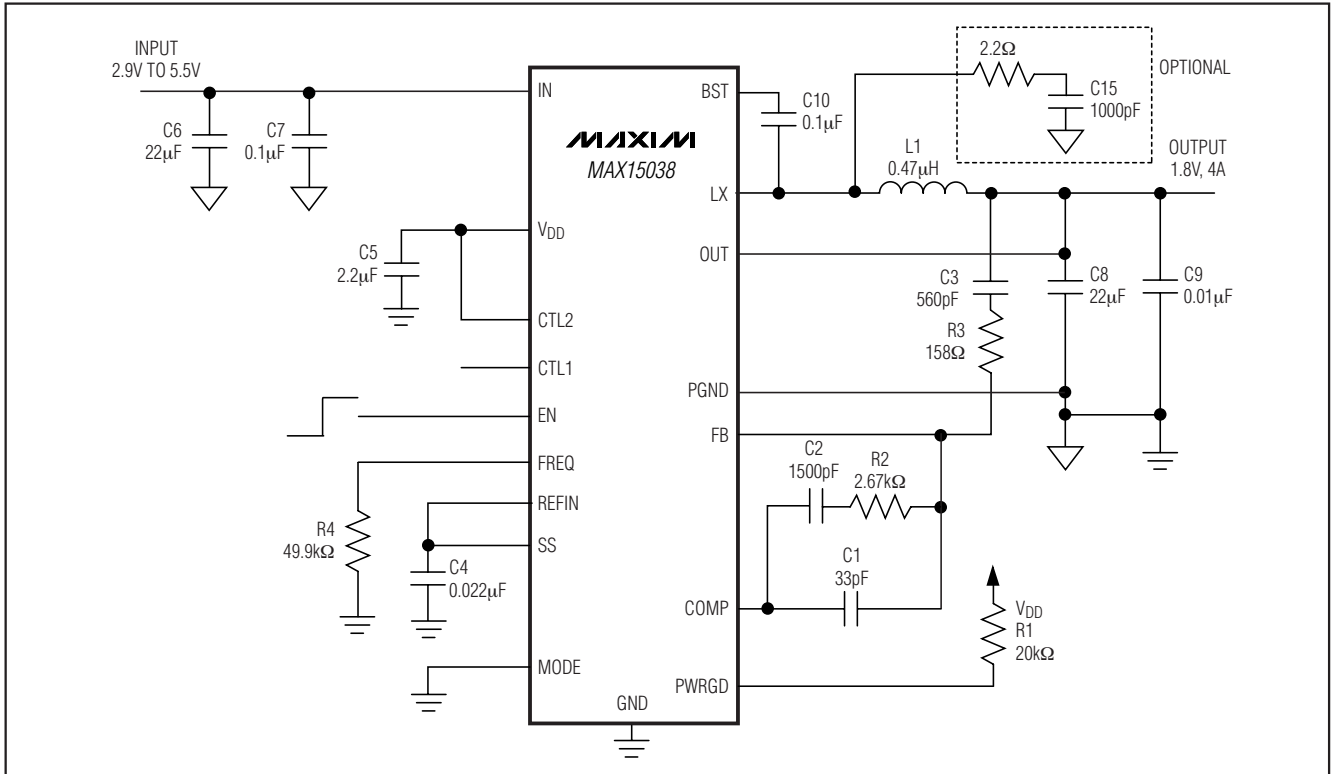 INPUT
2.9V TO 5.5V
C6
22µF
C7
0.1µF
IN
VDD
C5
2.2µF
CTL2
CTL1
EN
FREQ
REFIN
R4
49.9kΩ
SS
C4
0.022µF
MODE
MAXIM
MAX15038
GND
BST
C10
0.1µF
2.2Ω
C15
1000pF
OPTIONAL
L1
0.47µH
OUTPUT
1.8V, 4A
LX
OUT
C3
560pF
R3
158Ω
C8
22µF
C9
0.01µF
PGND
FB
C2
1500pF
R2
2.67kΩ
C1
33pF
COMP
VDD
R1
20kΩ
PWRGD